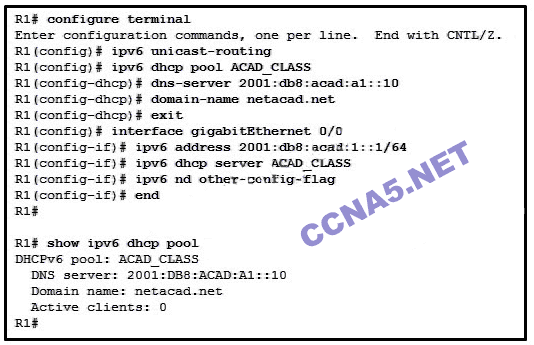 R1# configure terminal
Enter configuration commands, one per line. End with CNTL/Z.
R1(config)# ipv6 unicast-routing
R1(config)# ipv6 dhcp pool ACAD_CLASS
R1(config-dhcp)# dns-server 2001:db8:acad:a1::10
R1(config-dhcp)# domain-name netacad.net
R1(config-dhcp)# exit
R1(config)# interface gigabitEthernet 0/0
R1(config-if)# ipv6 address 2001:db8:acad:1::1/64
R1(config-if)# ipv6 dhcp server ACAD_CLASS
R1(config-if)# ipv6 nd other-config-flag
R1(config-if)# end
R1#
R1# show ipv6 dhcp pool
DHCPv6 pool: ACAD_CLASS
DNS server: 2001:DB8:ACAD:A1::10
Domain name: netacad.net
Active clients: 0
R1#
CCNA5.NET